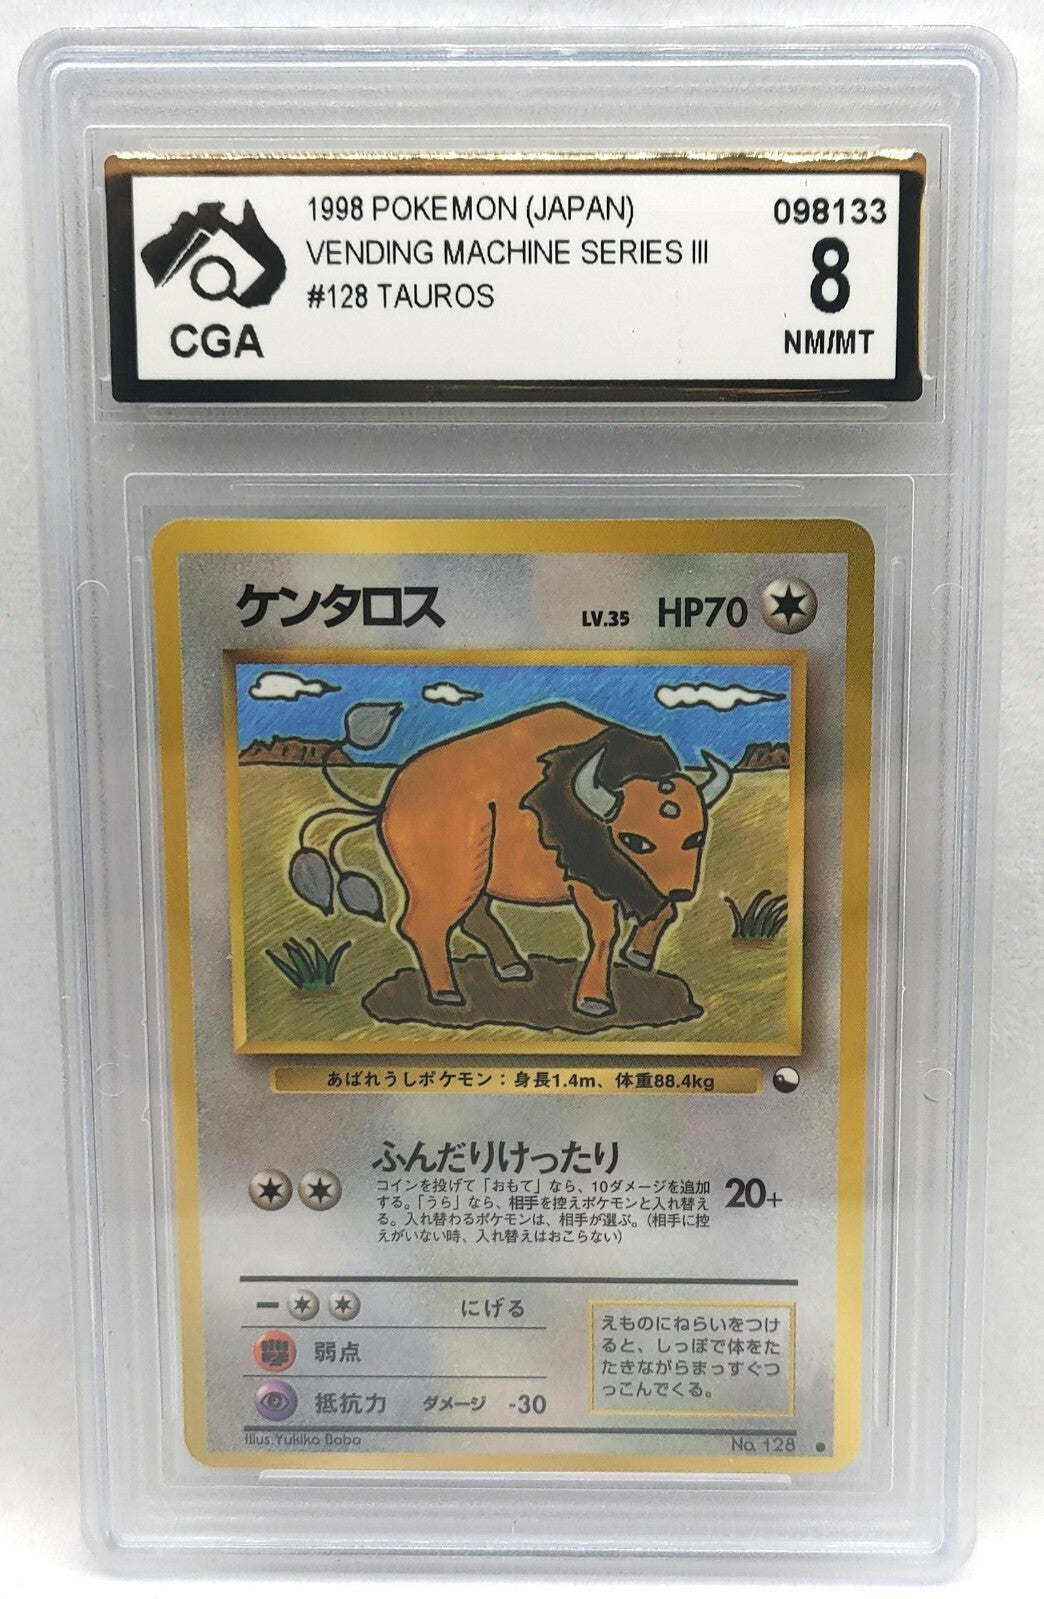 1998 POKEMON (JAPAN)
VENDING MACHINE SERIES III
#128 TAUROS
CGA
098133
8
NM/MT
ケンタロス LV.35 HP70
あばれうしポケモン：身長1.4m、体重88.4kg
ふんだりけったり
コインを投げて「おもて」なら、10ダメージを追加
する。「うら」なら、相手を控えポケモンと入れ替え
る。入れ替わるポケモンは、相手が選ぶ。（相手に控
えがいない時、入れ替えはおこらない）
20+
にげる
弱点
抵抗力 ダメージ -30
えものにねらいをつけ
ると、しっぽで体をた
たきながらまっすぐつ
っこんでくる。
Illus.Yukiko Baba
No. 128